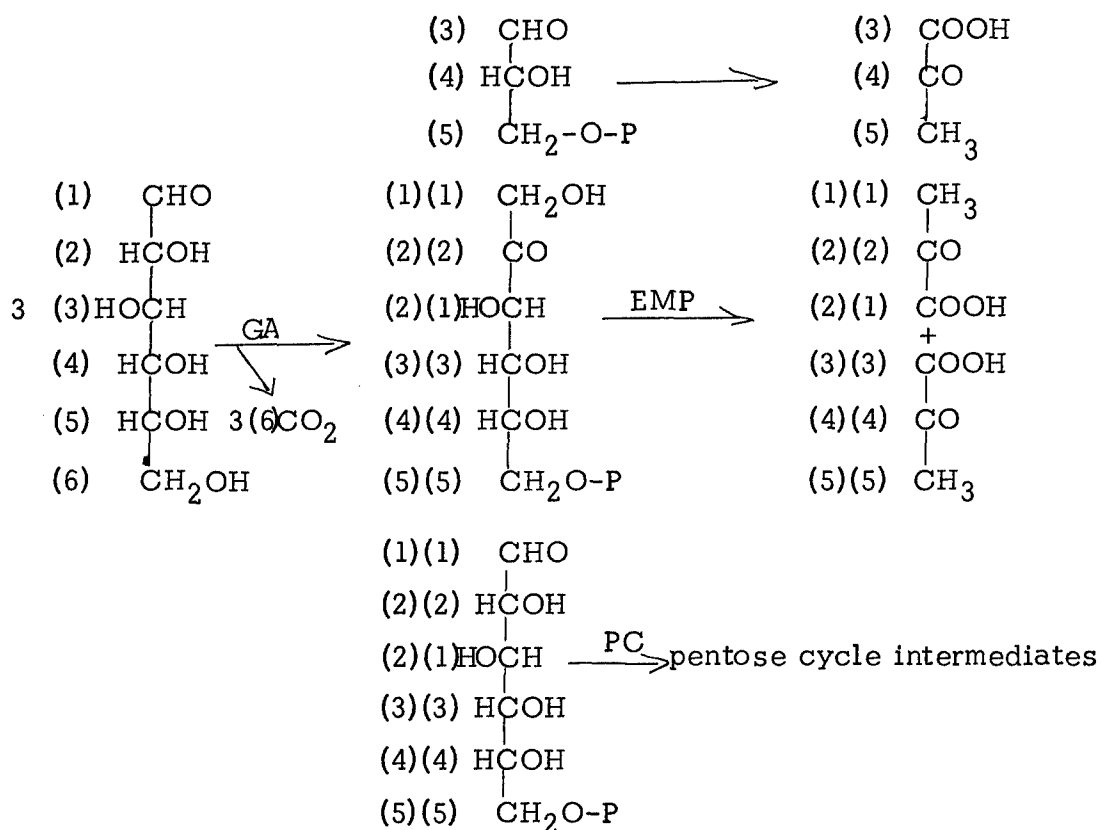 (3) CHO
(4) HCOH
(5) CH2-O-P
(3) COOH
(4) CO
(5) CH3
3
(1) CHO
(2) HCOH
(3)HOCH
(4) HCOH
(5) HCOH
(6) CH2OH
GA
3(6)CO2
(1)(1) CH2OH
(2)(2) CO
(2)(1)HOCH
(3)(3) HCOH
(4)(4) HCOH
(5)(5) CH2O-P
EMP
(1)(1) CH3
(2)(2) CO
(2)(1) COOH
+
(3)(3) COOH
(4)(4) CO
(5)(5) CH3
(1)(1) CHO
(2)(2) HCOH
(2)(1)HOCH
(3)(3) HCOH
(4)(4) HCOH
(5)(5) CH2O-P
PC
pentose cycle intermediates